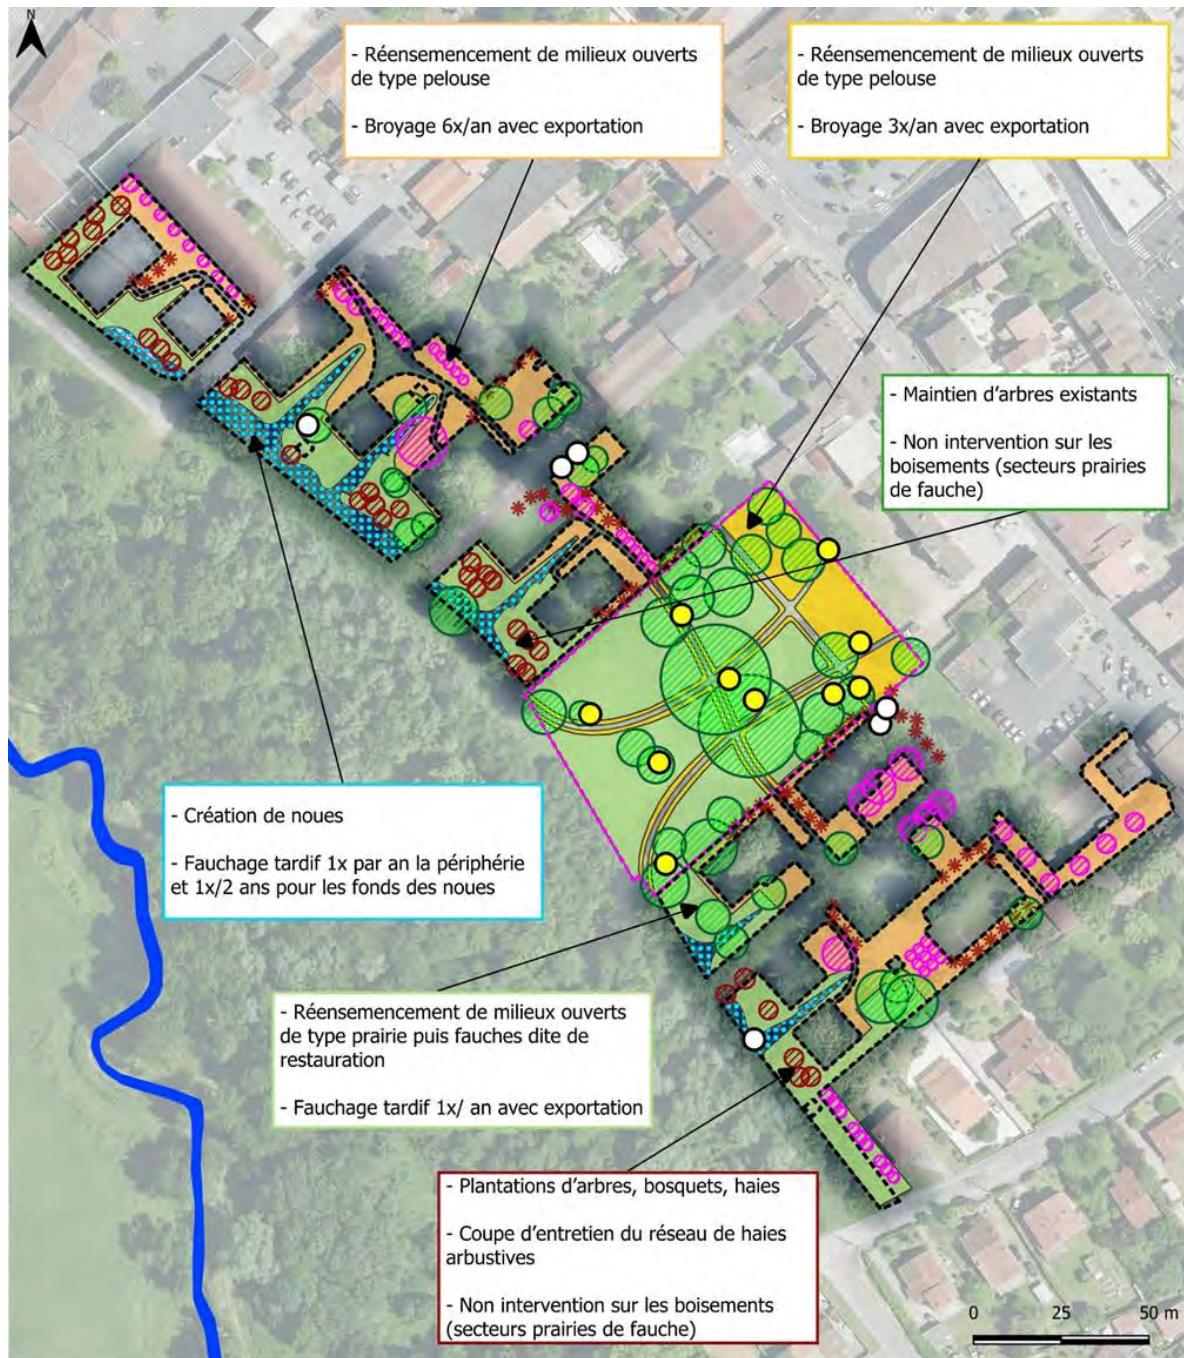 N
- Réensemencement de milieux ouverts
de type pelouse
- Broyage 6x/an avec exportation
- Réensemencement de milieux ouverts
de type pelouse
- Broyage 3x/an avec exportation
- Maintien d'arbres existants
- Non intervention sur les
boisements (secteurs prairies
de fauche)
- Création de noues
- Fauchage tardif 1x par an la périphérie
et 1x/2 ans pour les fonds des noues
- Réensemencement de milieux ouverts
de type prairie puis fauches dite de
restauration
- Fauchage tardif 1x/ an avec exportation
- Plantations d'arbres, bosquets, haies
- Coupe d'entretien du réseau de haies
arbustives
- Non intervention sur les boisements
(secteurs prairies de fauche)
0 25 50 m